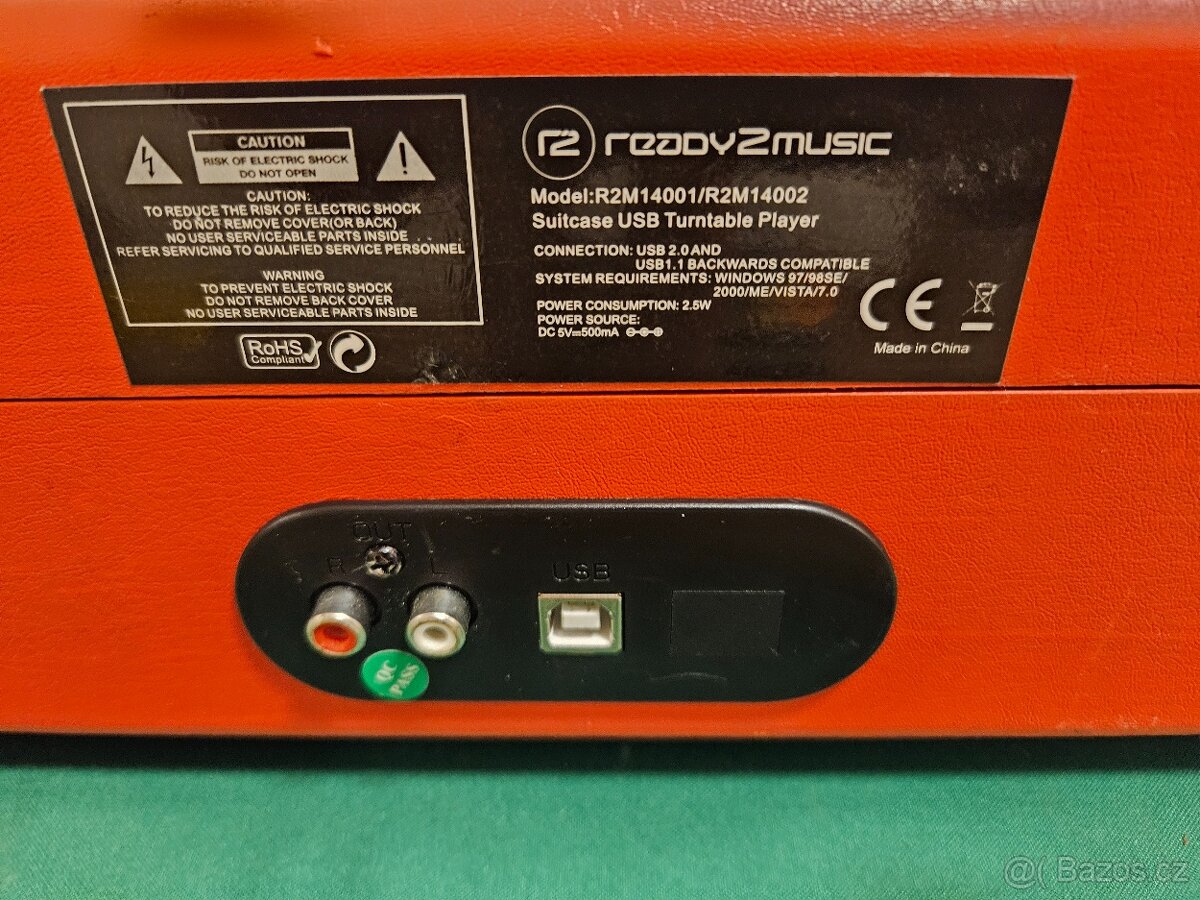 CAUTION
RISK OF ELECTRIC SHOCK
DO NOT OPEN
CAUTION:
TO REDUCE THE RISK OF ELECTRIC SHOCK
DO NOT REMOVE COVER(OR BACK)
NO USER SERVICEABLE PARTS INSIDE
REFER SERVICING TO QUALIFIED SERVICE PERSONNEL
WARNING
TO PREVENT ELECTRIC SHOCK
DO NOT REMOVE BACK COVER
NO USER SERVICEABLE PARTS INSIDE
RoHS
Compliant
r2 ready2music
Model:R2M14001/R2M14002
Suitcase USB Turntable Player
CONNECTION: USB 2.0 AND
USB1.1 BACKWARDS COMPATIBLE
SYSTEM REQUIREMENTS: WINDOWS 97/98SE/
2000/ME/VISTA/7.0
POWER CONSUMPTION: 2.5W
POWER SOURCE:
DC 5V⎓500mA
CE
Made in China
OUT
R L
USB
QC
PASS
@( Bazos.cz